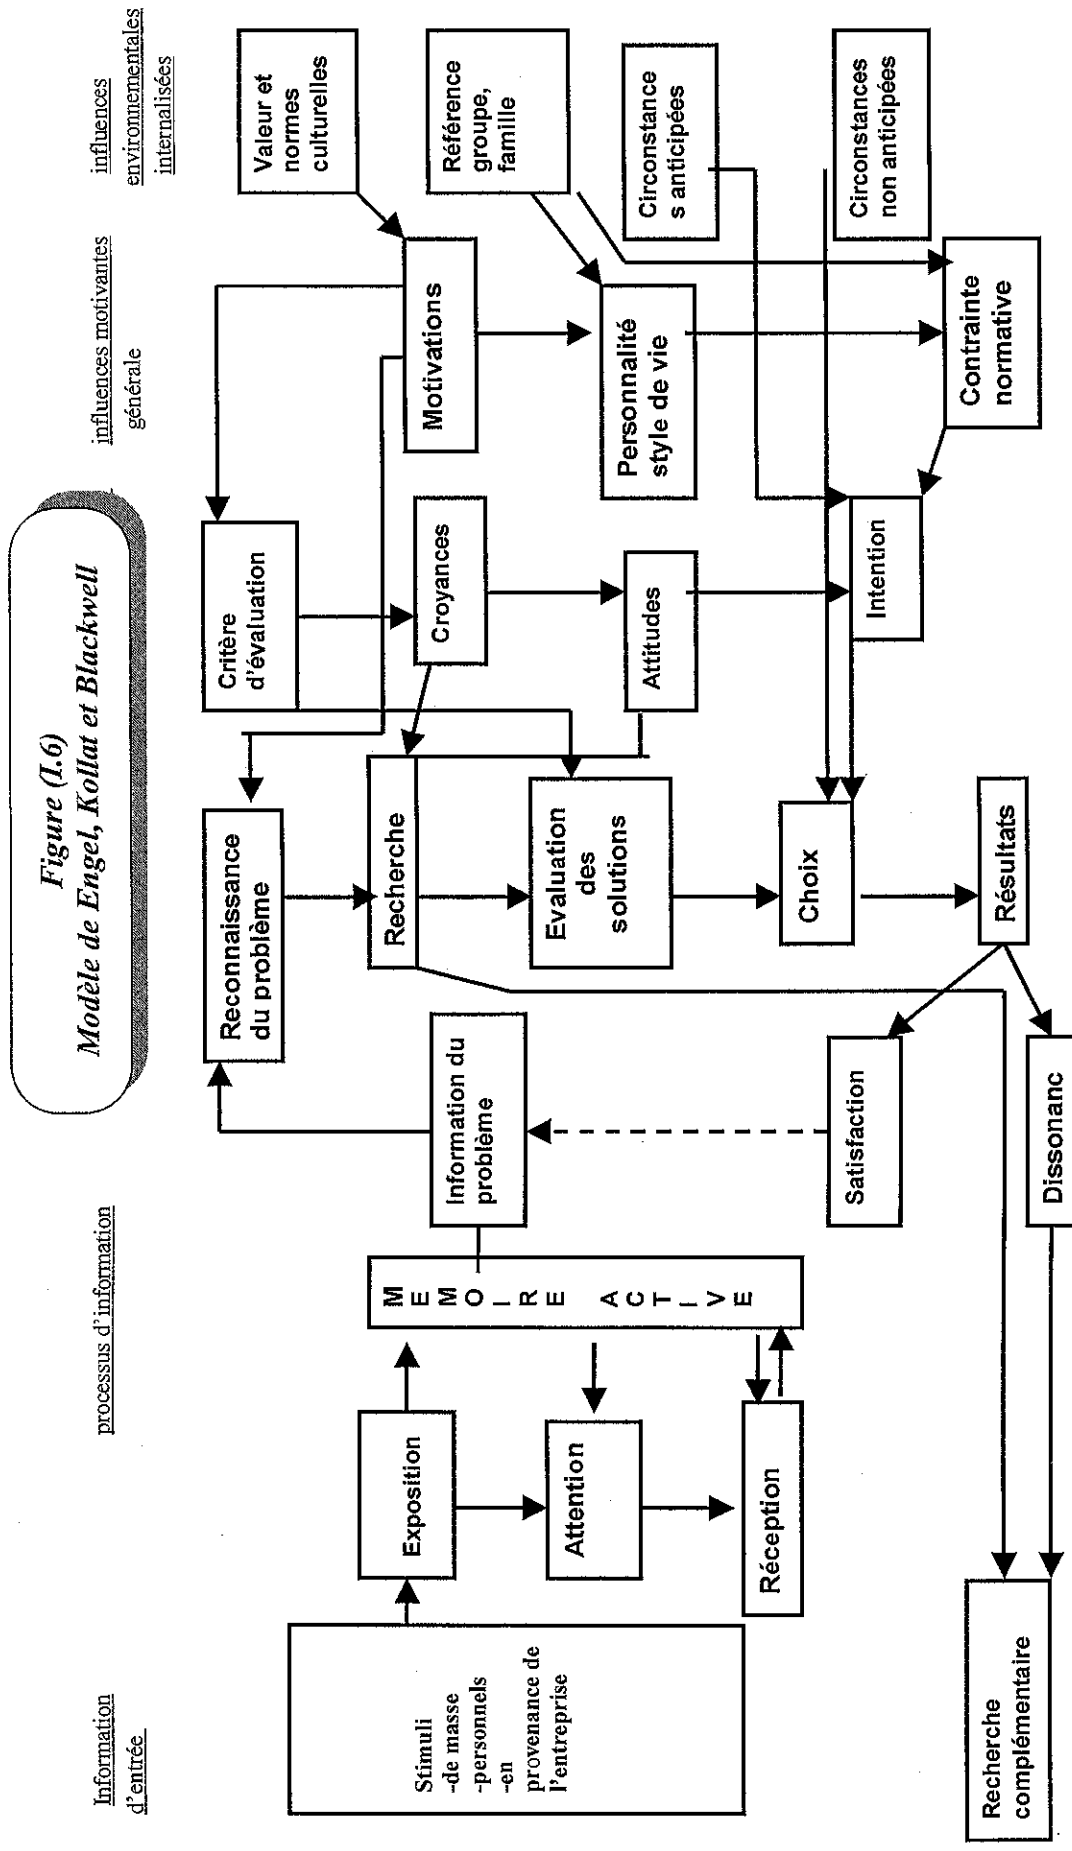 Figure (I.6)
Modèle de Engel, Kollat et Blackwell
Information
d'entrée
processus d'information
influences motivantes
générale
influences
environnementales
internalisées
Stimuli
-de masse
-personnels
-en
provenance de
l'entreprise
Exposition
Attention
Réception
MEMOIRE ACTIVE
Information du
problème
Reconnaissance
du problème
Recherche
Evaluation
des
solutions
Choix
Résultats
Satisfaction
Dissonanc
Recherche
complémentaire
Critère
d'évaluation
Croyances
Attitudes
Intention
Motivations
Personnalité
style de vie
Contrainte
normative
Valeur et
normes
culturelles
Référence
groupe,
famille
Circonstance
s anticipées
Circonstances
non anticipées